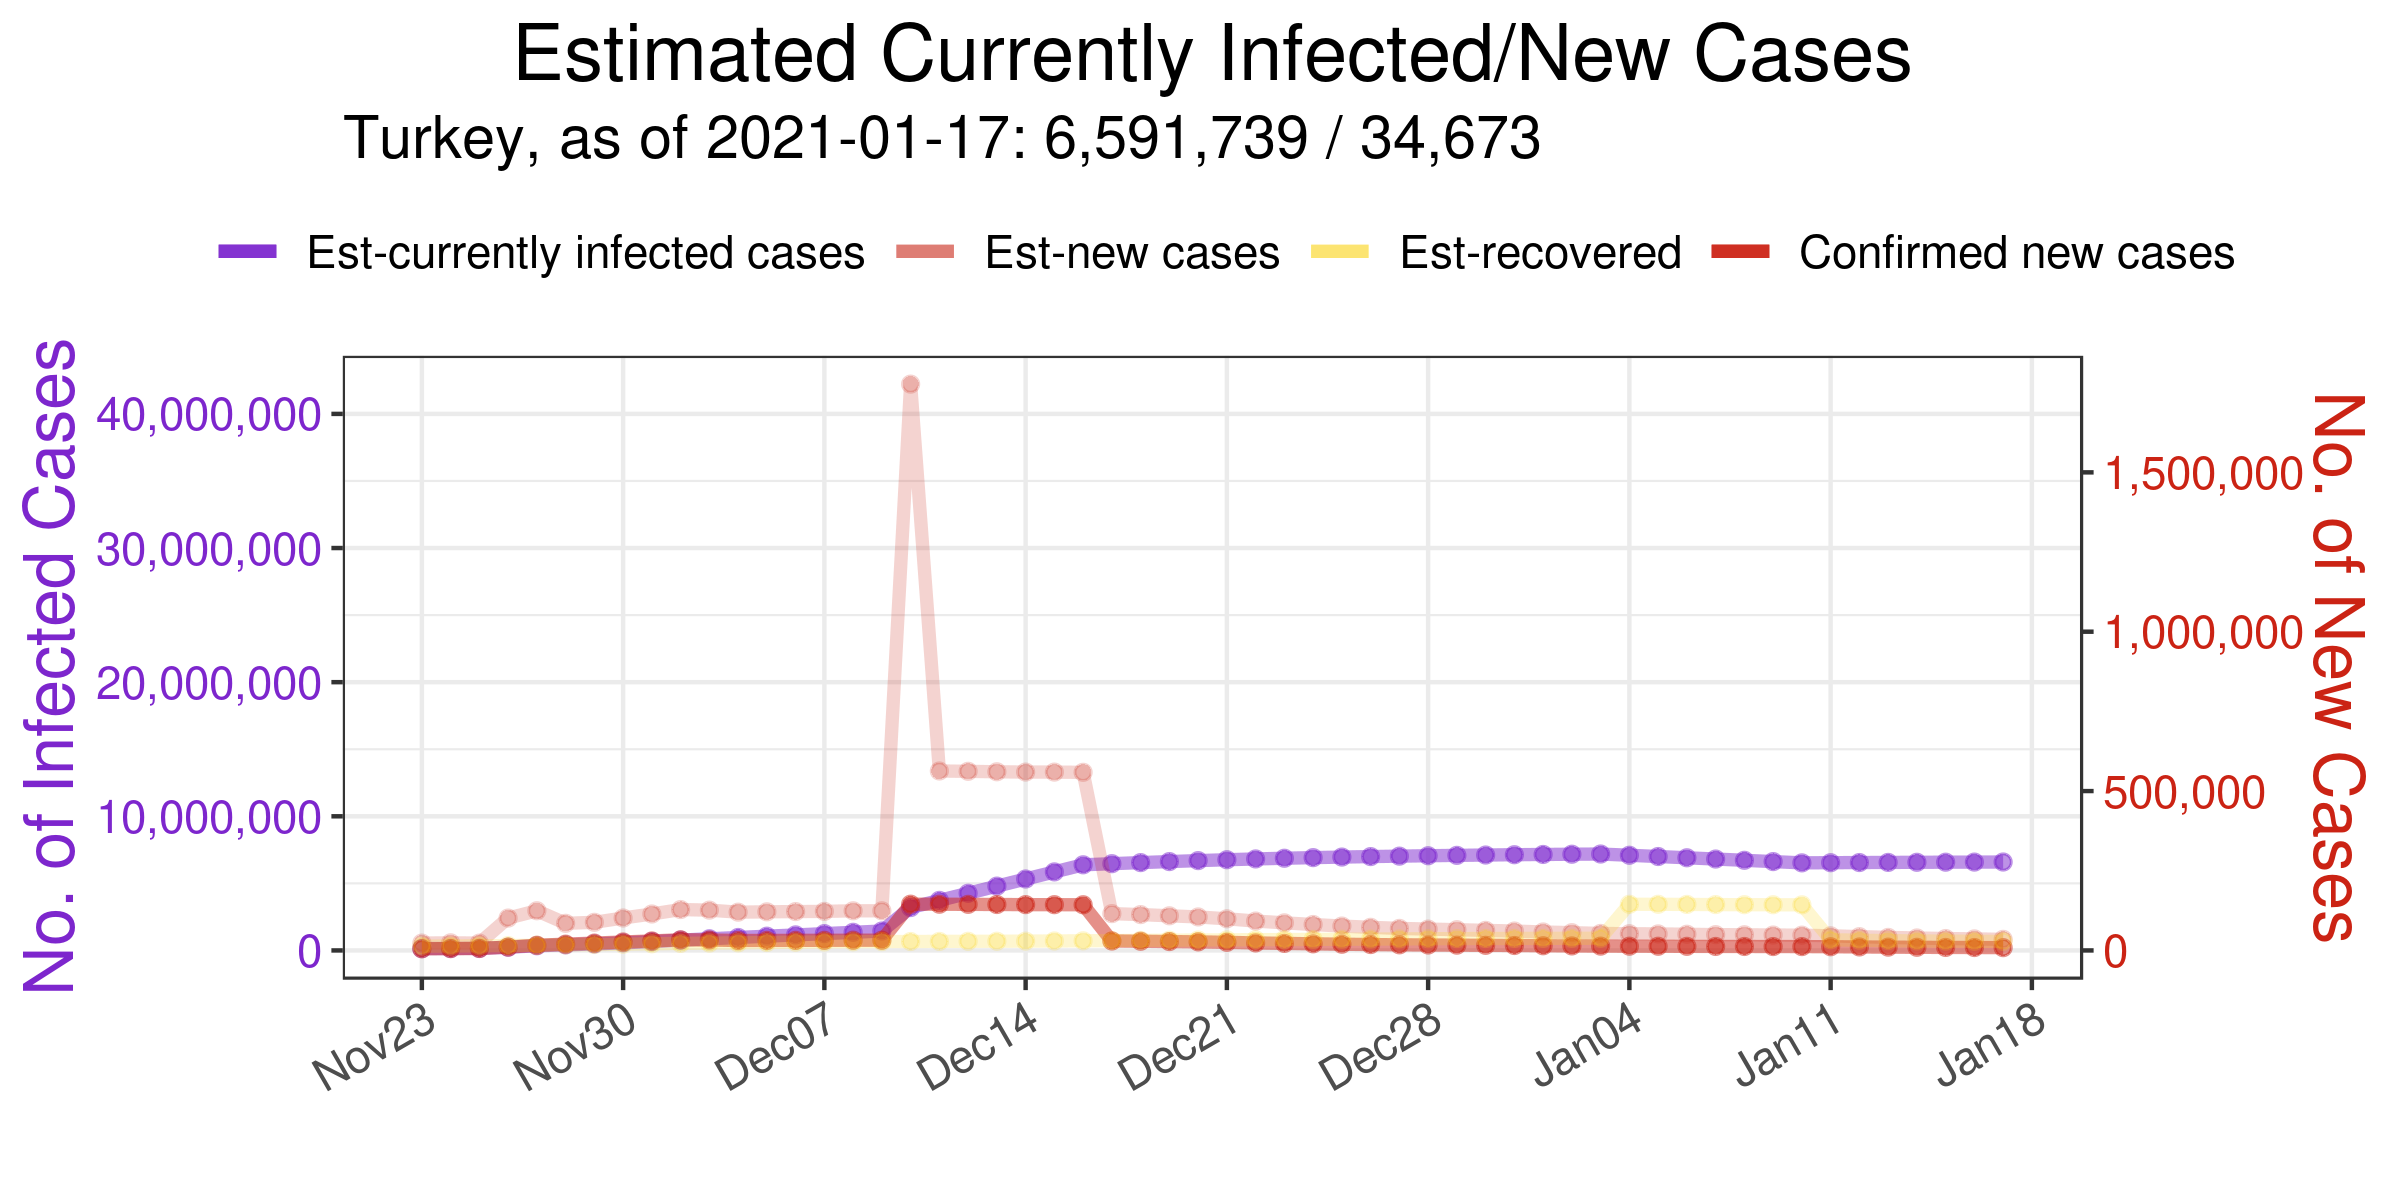 Estimated Currently Infected/New Cases
Turkey, as of 2021-01-17: 6,591,739 / 34,673
Est-currently infected cases Est-new cases Est-recovered Confirmed new cases
No. of Infected Cases
40,000,000
30,000,000
20,000,000
10,000,000
0
1,500,000
1,000,000
500,000
0
No. of New Cases
Nov23 Nov30 Dec07 Dec14 Dec21 Dec28 Jan04 Jan11 Jan18